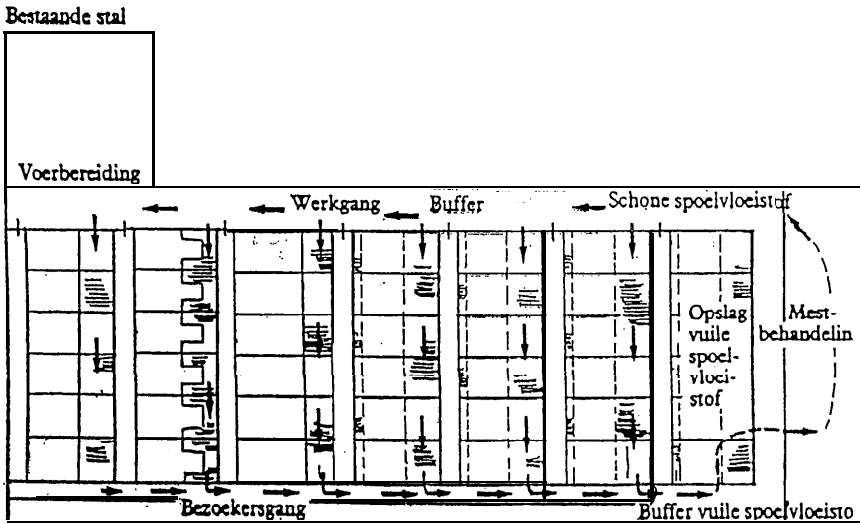 Bestaande stal
Voerbereiding
Werkgang
Buffer
Schone spoelvloeistof
Opslag
vuile
spoel-
vloei-
stof
Mest-
behandelin
Bezoekersgang
Buffer vuile spoelvloeisto